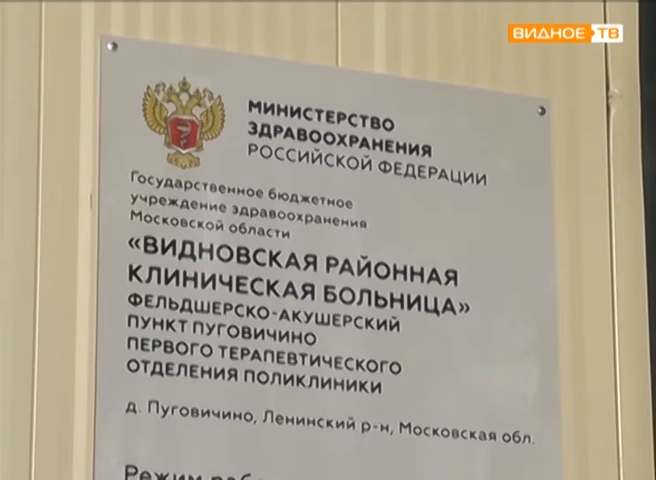 ВИДНОЕ ТВ
МИНИСТЕРСТВО
ЗДРАВООХРАНЕНИЯ
РОССИЙСКОЙ ФЕДЕРАЦИИ
Государственное бюджетное
учреждение здравоохранения
Московской области
«ВИДНОВСКАЯ РАЙОННАЯ
КЛИНИЧЕСКАЯ БОЛЬНИЦА»
ФЕЛЬДШЕРСКО-АКУШЕРСКИЙ
ПУНКТ ПУГОВИЧИНО
ПЕРВОГО ТЕРАПЕВТИЧЕСКОГО
ОТДЕЛЕНИЯ ПОЛИКЛИНИКИ
д. Пуговичино, Ленинский р-н, Московская обл.
Режим